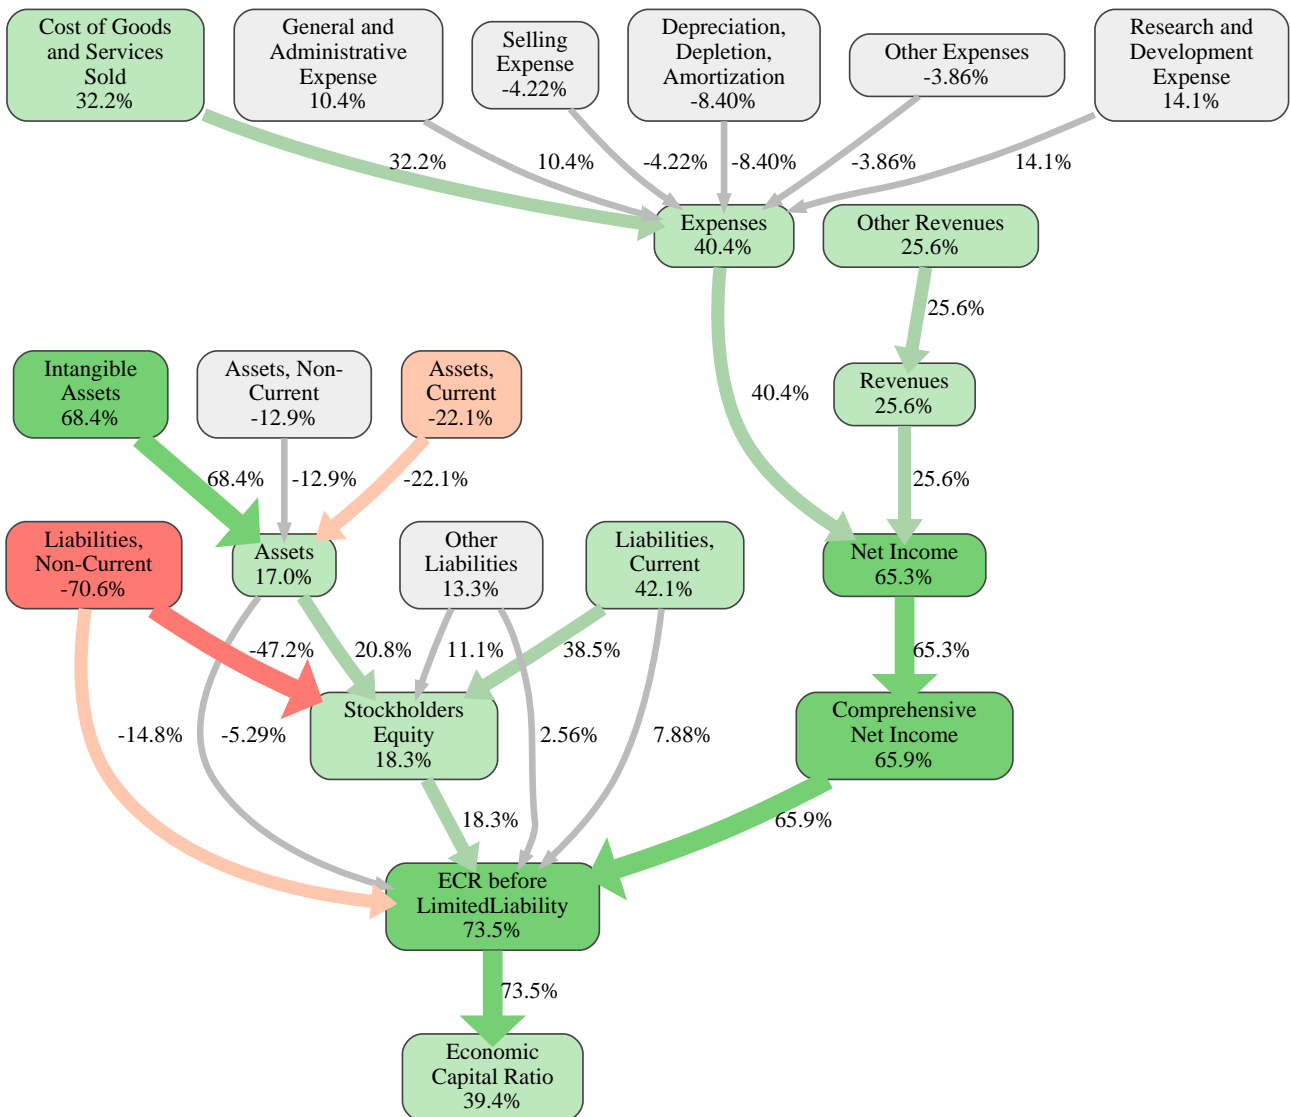 Cost of Goods
and Services
Sold
32.2%
General and
Administrative
Expense
10.4%
Selling
Expense
-4.22%
Depreciation,
Depletion,
Amortization
-8.40%
Other Expenses
-3.86%
Research and
Development
Expense
14.1%
32.2%
10.4%
-4.22%
-8.40%
-3.86%
14.1%
Expenses
40.4%
Other Revenues
25.6%
25.6%
Intangible
Assets
68.4%
Assets, Non-
Current
-12.9%
Assets,
Current
-22.1%
40.4%
Revenues
25.6%
68.4%
-12.9%
-22.1%
25.6%
Liabilities,
Non-Current
-70.6%
Assets
17.0%
Other
Liabilities
13.3%
Liabilities,
Current
42.1%
Net Income
65.3%
-47.2%
20.8%
11.1%
38.5%
65.3%
-14.8%
-5.29%
Stockholders
Equity
18.3%
2.56%
7.88%
Comprehensive
Net Income
65.9%
18.3%
65.9%
ECR before
LimitedLiability
73.5%
73.5%
Economic
Capital Ratio
39.4%